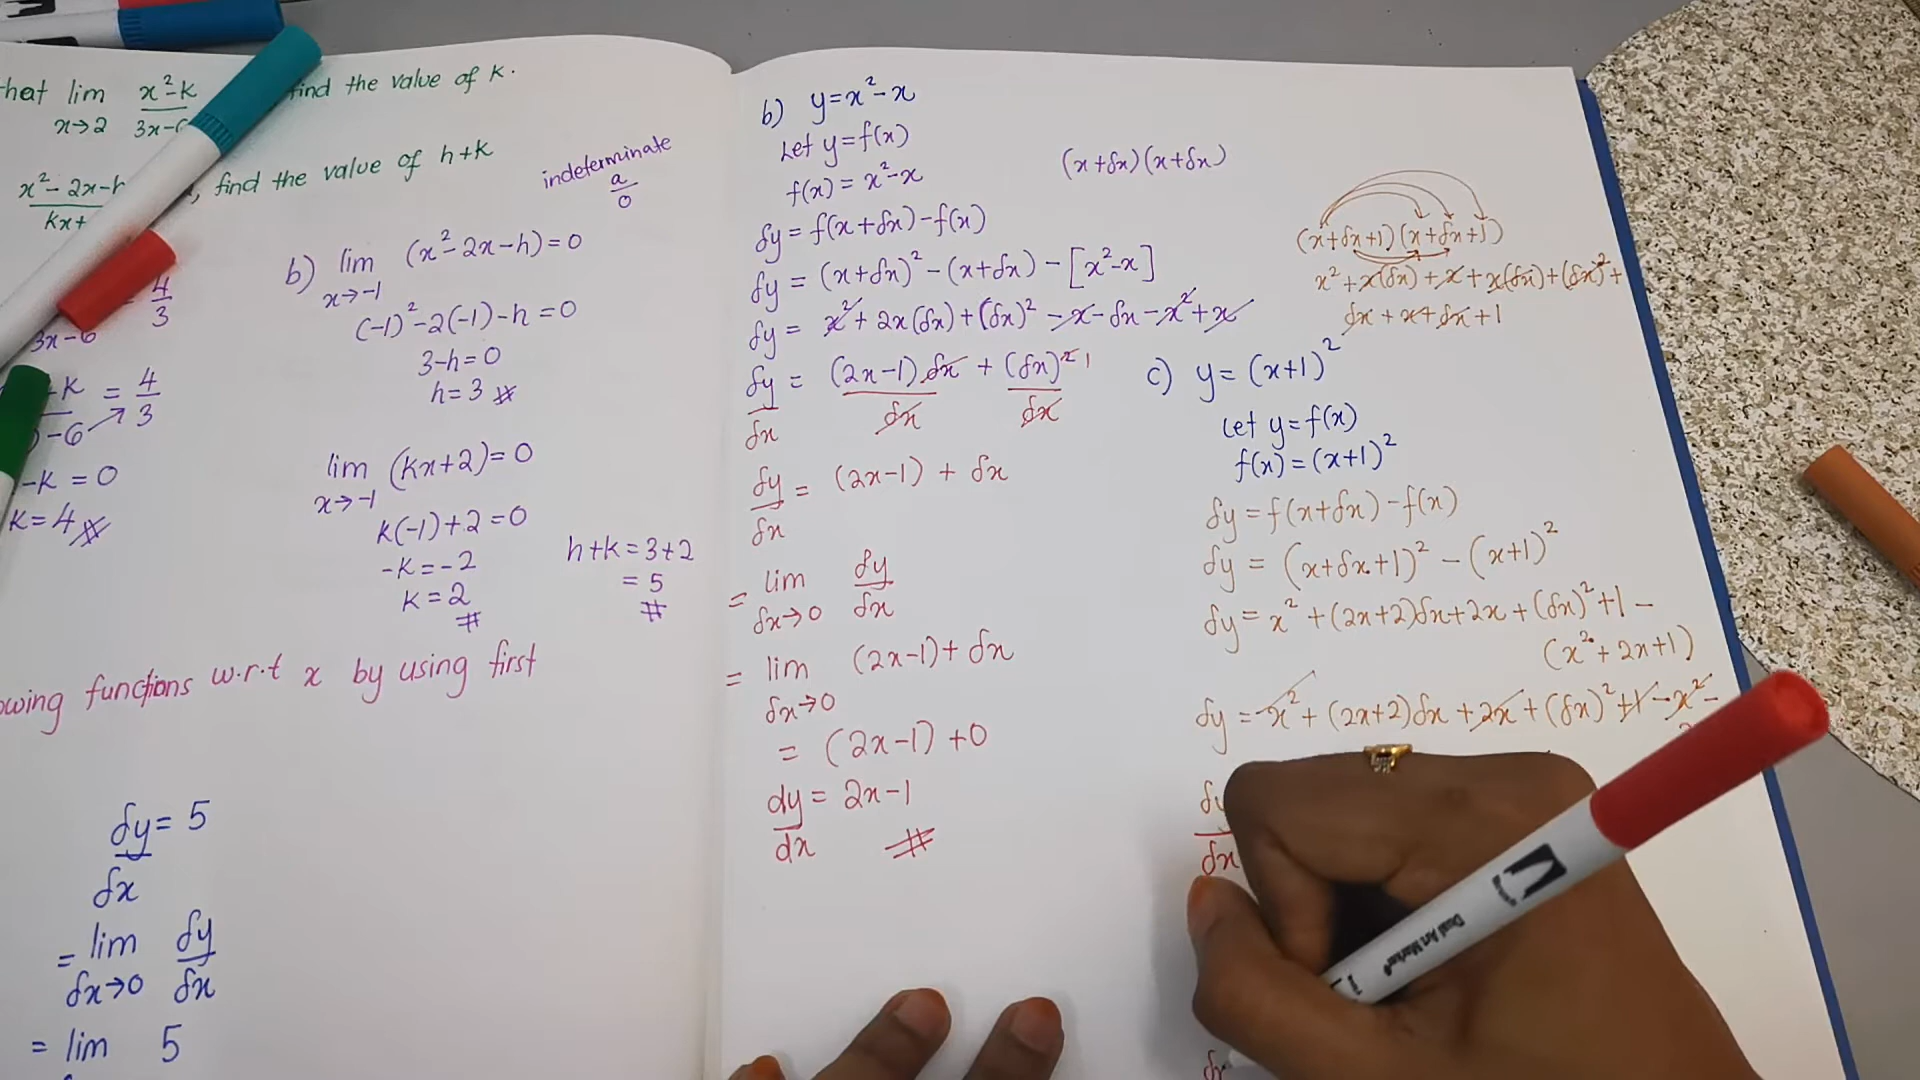 hat lim x²-k
x→2 3x-
find the value of k.
x²- 2x-h
kx+
, find the value of h+k
indeterminate
a
0
4
3x-6 3
-k = 4
-6 3
-k = 0
k=4
b) lim (x²-2x-h)=0
x→-1
(-1)²-2(-1)-h=0
3-h=0
h=3
lim (kx+2)=0
x→-1
k(-1)+2=0
-k=-2
k=2
#
h+k=3+2
=5
#
owing functions w.r.t x by using first
δy = 5
δx
= lim δy
δx→0 δx
= lim 5
b) y=x²-x
Let y=f(x)
f(x) = x²-x
δy = f(x+δx)-f(x)
δy = (x+δx)² -(x+δx) - [x²-x]
δy = x²+ 2x(δx)+(δx)² -x-δx-x²+x
δy = (2x-1)δx + (δx)² 1
δx δx δx
δy = (2x-1) + δx
δx
= lim δy
δx→0 δx
= lim (2x-1)+ δx
δx→0
= (2x-1) +0
dy = 2x-1
dx #
(x+δx)(x+δx)
(x+δx+1)(x+δx+1)
x²+x(δx)+x+x(δx)+(δx)²+
δx+x+δx+1
c) y= (x+1)²
Let y=f(x)
f(x)=(x+1)²
δy=f(x+δx)-f(x)
δy = (x+δx+1)² -(x+1)²
δy= x² +(2x+2)δx+2x+(δx)²+1-
(x²+2x+1)
δy=x²+(2x+2)δx+2x+(δx)²+1-x²-
δy
δx
Dual Art Marker